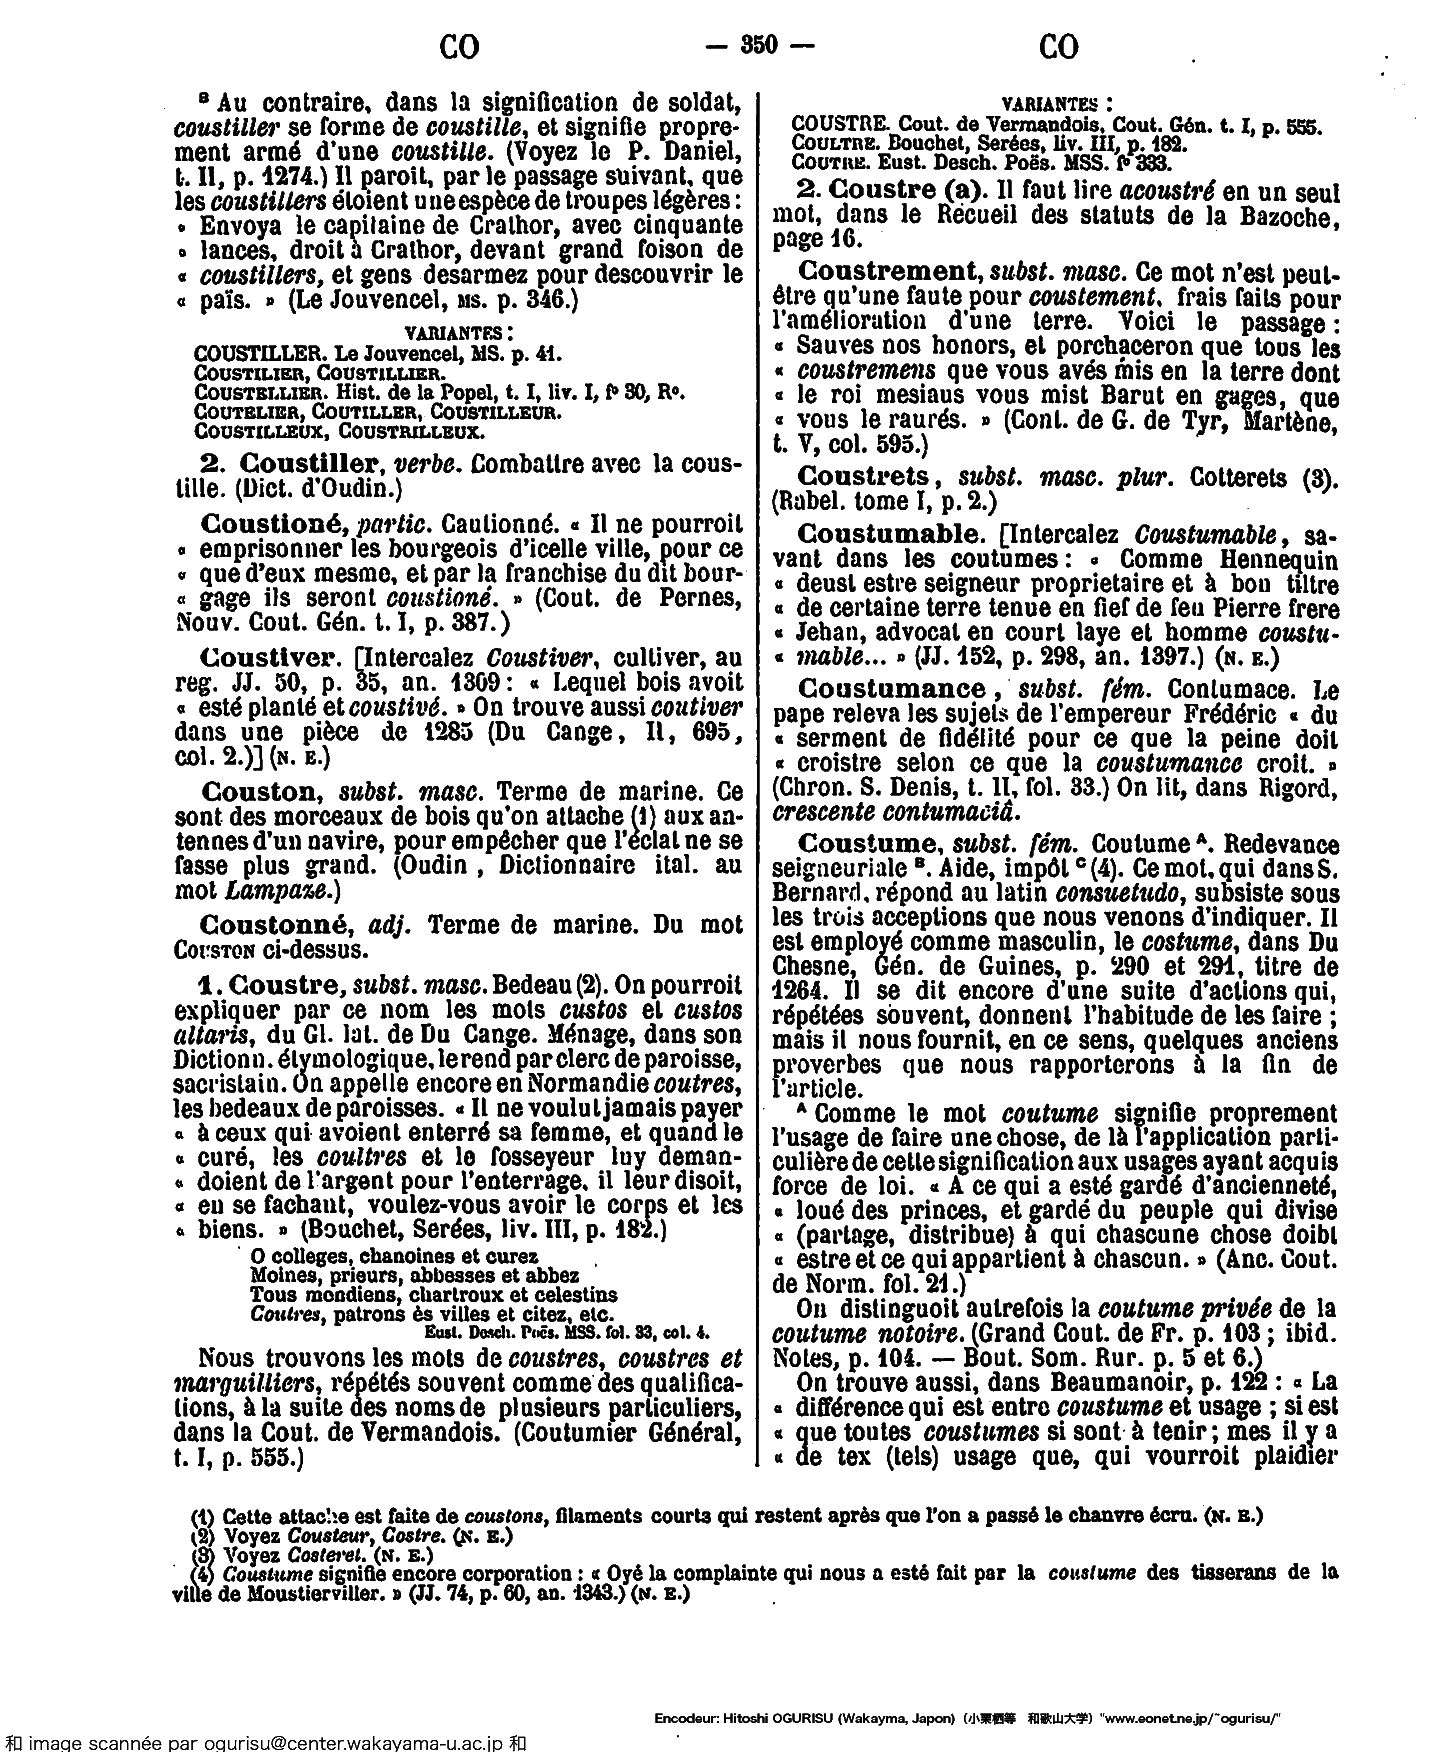 CO — 350 — CO
ᴮ Au contraire, dans la signification de soldat,
coustiller se forme de coustille, et signifie propre-
ment armé d'une coustille. (Voyez le P. Daniel,
t. II, p. 1274.) Il paroit, par le passage suivant, que
les coustillers étoient une espèce de troupes légères :
« Envoya le capitaine de Crathor, avec cinquante
« lances, droit à Crathor, devant grand foison de
« coustillers, et gens desarmez pour descouvrir le
« païs. » (Le Jouvencel, MS. p. 346.)
VARIANTES :
COUSTILLER. Le Jouvencel, MS. p. 41.
COUSTILIER, COUSTILLIER.
COUSTELLIER. Hist. de la Popel, t. I, liv. I, f° 30, R°.
COUTELIER, COUTILLER, COUSTILLEUR.
COUSTILLEUX, COUSTRILLEUX.
2. Coustiller, verbe. Combattre avec la cous-
tille. (Dict. d'Oudin.)
Coustioné, partic. Cautionné. « Il ne pourroit
« emprisonner les bourgeois d'icelle ville, pour ce
« que d'eux mesme, et par la franchise du dit bour-
« gage ils seront coustioné. » (Cout. de Pernes,
Nouv. Cout. Gén. t. I, p. 387.)
Coustiver. [Intercalez Coustiver, cultiver, au
reg. JJ. 50, p. 35, an. 1309 : « Lequel bois avoit
« esté planté et coustivé. » On trouve aussi coutiver
dans une pièce de 1285 (Du Cange, II, 695,
col. 2.)] (N. E.)
Couston, subst. masc. Terme de marine. Ce
sont des morceaux de bois qu'on attache (1) aux an-
tennes d'un navire, pour empêcher que l'éclat ne se
fasse plus grand. (Oudin, Dictionnaire ital. au
mot Lampaze.)
Coustonné, adj. Terme de marine. Du mot
COUSTON ci-dessus.
1. Coustre, subst. masc. Bedeau (2). On pourroit
expliquer par ce nom les mots custos et custos
altaris, du Gl. lat. de Du Cange. Ménage, dans son
Dictionn. étymologique, le rend par clerc de paroisse,
sacristain. On appelle encore en Normandie coutres,
les bedeaux de paroisses. « Il ne voulut jamais payer
« à ceux qui avoient enterré sa femme, et quand le
« curé, les coultres et le fosseyeur luy deman-
« doient de l'argent pour l'enterrage, il leur disoit,
« en se fachant, voulez-vous avoir le corps et les
« biens. » (Bouchet, Serées, liv. III, p. 182.)
O colleges, chanoines et curez
Moines, prieurs, abbesses et abbez
Tous mendiens, chartroux et celestins
Coutres, patrons ès villes et citez, etc.
Eust. Desch. Poës. MSS. fol. 33, col. 4.
Nous trouvons les mots de coustres, coustres et
marguilliers, répétés souvent comme des qualifica-
tions, à la suite des noms de plusieurs particuliers,
dans la Cout. de Vermandois. (Coutumier Général,
t. I, p. 555.)
VARIANTES :
COUSTRE. Cout. de Vermandois, Cout. Gén. t. I, p. 555.
COULTRE. Bouchet, Serées, liv. III, p. 182.
COUTRE. Eust. Desch. Poës. MSS. f° 333.
2. Coustre (a). Il faut lire acoustré en un seul
mot, dans le Recueil des statuts de la Bazoche,
page 16.
Coustrement, subst. masc. Ce mot n'est peut-
être qu'une faute pour coustement, frais faits pour
l'amélioration d'une terre. Voici le passage :
« Sauves nos honors, et porchaceron que tous les
« coustremens que vous avés mis en la terre dont
« le roi mesiaus vous mist Barut en gages, que
« vous le raurés. » (Cont. de G. de Tyr, Martène,
t. V, col. 595.)
Coustrets, subst. masc. plur. Cotterets (3).
(Rabel. tome I, p. 2.)
Coustumable. [Intercalez Coustumable, sa-
vant dans les coutumes : « Comme Hennequin
« deust estre seigneur proprietaire et à bon tiltre
« de certaine terre tenue en fief de feu Pierre frere
« Jehan, advocat en court laye et homme coustu-
« mable... » (JJ. 152, p. 298, an. 1397.) (N. E.)
Coustumance, subst. fém. Contumace. Le
pape releva les sujets de l'empereur Frédéric « du
« serment de fidélité pour ce que la peine doit
« croistre selon ce que la coustumance croit. »
(Chron. S. Denis, t. II, fol. 33.) On lit, dans Rigord,
crescente contumaciâ.
Coustume, subst. fém. Coutume ᴬ. Redevance
seigneuriale ᴮ. Aide, impôt ᶜ (4). Ce mot, qui dans S.
Bernard, répond au latin consuetudo, subsiste sous
les trois acceptions que nous venons d'indiquer. Il
est employé comme masculin, le costume, dans Du
Chesne, Gén. de Guines, p. 290 et 291, titre de
1264. Il se dit encore d'une suite d'actions qui,
répétées souvent, donnent l'habitude de les faire ;
mais il nous fournit, en ce sens, quelques anciens
proverbes que nous rapporterons à la fin de
l'article.
ᴬ Comme le mot coutume signifie proprement
l'usage de faire une chose, de là l'application parti-
culière de cette signification aux usages ayant acquis
force de loi. « A ce qui a esté gardé d'ancienneté,
« loué des princes, et gardé du peuple qui divise
« (partage, distribue) à qui chascune chose doibt
« estre et ce qui appartient à chascun. » (Anc. Cout.
de Norm. fol. 21.)
On distinguoit autrefois la coutume privée de la
coutume notoire. (Grand Cout. de Fr. p. 103 ; ibid.
Notes, p. 104. — Bout. Som. Rur. p. 5 et 6.)
On trouve aussi, dans Beaumanoir, p. 122 : « La
« différence qui est entre coustume et usage ; si est
« que toutes coustumes si sont à tenir ; mes il y a
« de tex (tels) usage que, qui vourroit plaidier
(1) Cette attache est faite de coustons, filaments courts qui restent après que l'on a passé le chanvre écru. (N. E.)
(2) Voyez Cousteur, Costre. (N. E.)
(3) Voyez Costeret. (N. E.)
(4) Coustume signifie encore corporation : « Oyé la complainte qui nous a esté fait par la coustume des tisserans de la
ville de Moustierviller. » (JJ. 74, p. 60, an. 1343.) (N. E.)
Encodeur: Hitoshi OGURISU (Wakayma, Japon) (小栗栖等 和歌山大学) "www.eonet.ne.jp/~ogurisu/"
和 image scannée par ogurisu@center.wakayama-u.ac.jp 和